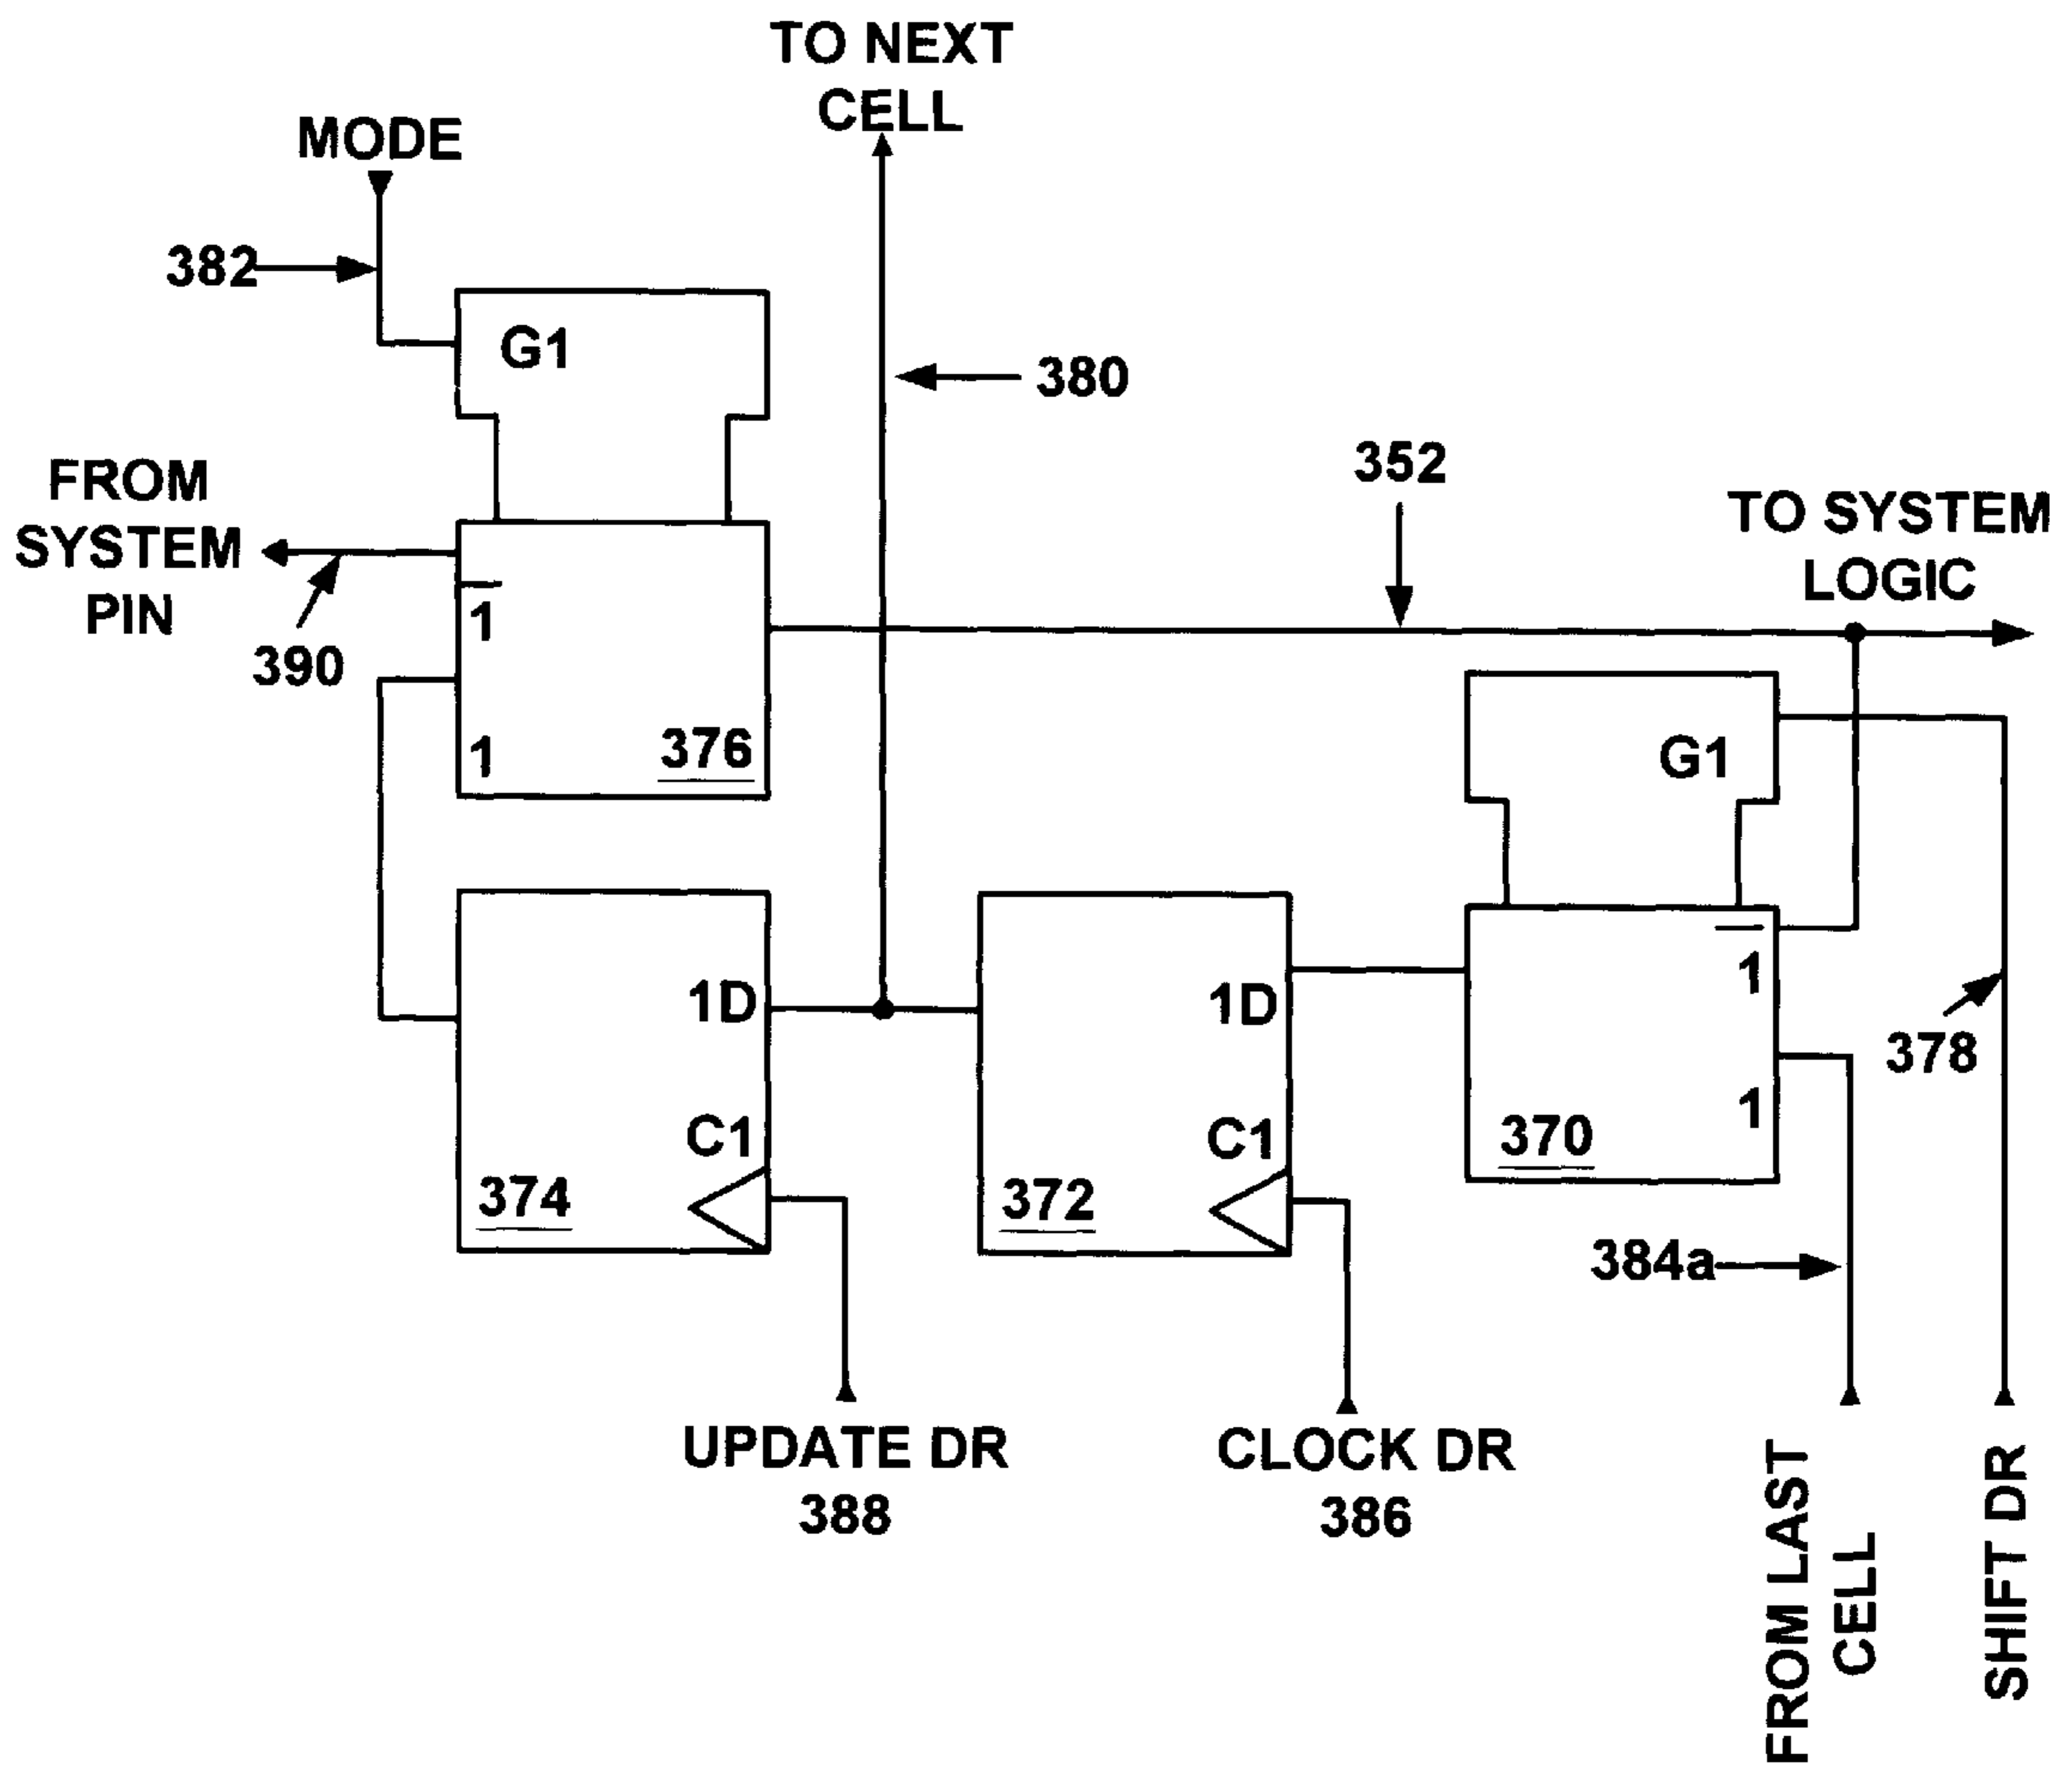 TO NEXT
CELL
MODE
382
G1
380
FROM
SYSTEM
PIN
390
352
TO SYSTEM
LOGIC
1
1
376
G1
1
1
370
378
1D
C1
374
1D
C1
372
384a
UPDATE DR
388
CLOCK DR
386
FROM LAST
CELL
SHIFT DR